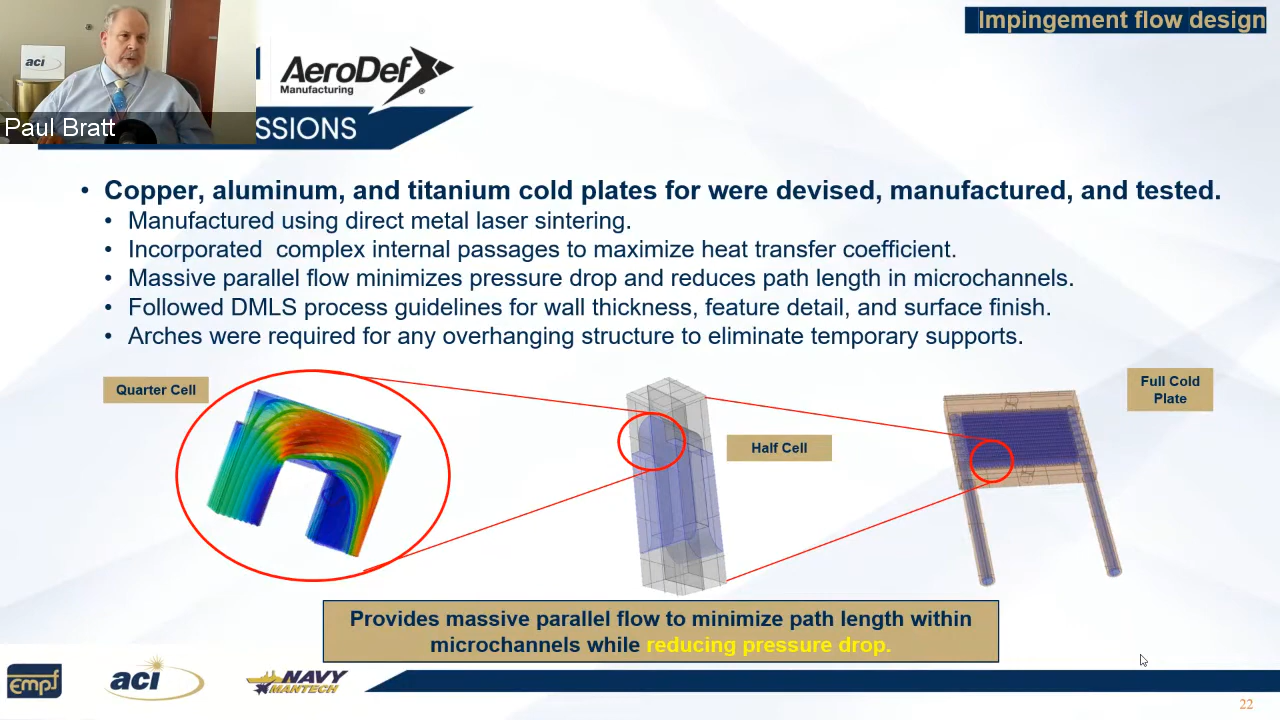 Impingement flow design
aci
AeroDef
Manufacturing
®
Paul Bratt
SSIONS
• Copper, aluminum, and titanium cold plates for were devised, manufactured, and tested.
• Manufactured using direct metal laser sintering.
• Incorporated complex internal passages to maximize heat transfer coefficient.
• Massive parallel flow minimizes pressure drop and reduces path length in microchannels.
• Followed DMLS process guidelines for wall thickness, feature detail, and surface finish.
• Arches were required for any overhanging structure to eliminate temporary supports.
Quarter Cell
Half Cell
Full Cold
Plate
Provides massive parallel flow to minimize path length within
microchannels while reducing pressure drop.
empf
aci
NAVY
MANTECH
22